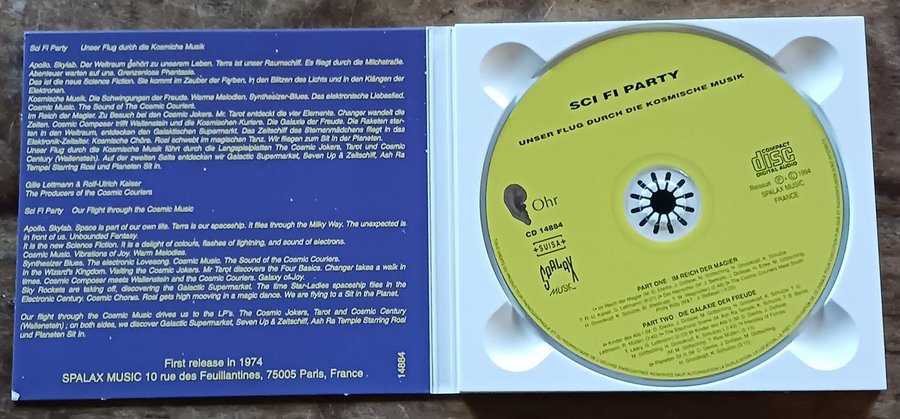 Sci Fi Party Unser Flug durch die Kosmiche Musik
Apollo. Skylab. Der Weltraum gehört zu unserem Leben. Terra ist unser Raumschiff. Es fliegt durch die Milchstraße.
Abenteuer warten auf uns. Grenzenlose Phantasie.
Das ist die neue Science Fiction. Sie kommt im Zauber der Farben, in den Blitzen des Lichts und in den Klängen der
Elektronen.
Kosmische Musik. Die Schwingungen der Freude. Warme Melodien. Synthesizer-Blues. Das elektronische Liebeslied.
Cosmic Music. The Sound of The Cosmic Couriers.
Im Reich der Magier. Zu Besuch bei den Cosmic Jokers. Mr. Tarot entdeckt die vier Elemente. Changer wandelt die
Zeiten. Cosmic Composer trifft Wallenstein und die Kosmischen Kuriere. Die Galaxie der Freude. Die Raketen star-
ten in den Weltraum, entdecken den Galaktischen Supermarkt. Das Zeitschiff des Sternenmädchens fliegt in das
Elektronik-Zeitalter. Kosmische Chöre. Rosi schwebt im magischen Tanz. Wir fliegen zum Sit in der Planeten.
Unser Flug durch die Kosmische Musik führt durch die Langspielplatten The Cosmic Jokers, Tarot und Cosmic
Century (Wallenstein). Auf der zweiten Seite entdecken wir Galactic Supermarket, Seven Up & Zeitschiff, Ash Ra
Tempel Starring Rosi und Planeten Sit in.
Gille Lettmann & Rolf-Ulrich Kaiser
The Producers of the Cosmic Couriers
Sci Fi Party Our Flight through the Cosmic Music
Apollo. Skylab. Space is part of our own life. Terra is our spaceship. It flies through the Milky Way. The unexpected is
in front of us. Unbounded Fantasy.
It is the new Science Fiction. It is a delight of colours, flashes of lightning, and sound of electrons.
Cosmic Music. Vibrations of Joy. Warm Melodies.
Synthesizer Blues. The electronic Lovesong. Cosmic Music. The Sound of the Cosmic Couriers.
In the Wizard's Kingdom. Visiting the Cosmic Jokers. Mr Tarot discovers the Four Basics. Changer takes a walk in
times. Cosmic Composer meets Wallenstein and the Cosmic Couriers. Galaxy of Joy.
Sky Rockets are taking off, discovering the Galactic Supermarket. The time Star-Ladies spaceship flies in the
Electronic Century. Cosmic Chorus. Rosi gets high mooving in a magic dance. We are flying to a Sit in the Planet.
Our flight through the Cosmic Music drives us to the LP's. The Cosmic Jokers, Tarot and Cosmic Century
(Wallenstein) ; on both sides, we discover Galactic Supermarket, Seven Up & Zeitschiff, Ash Ra Temple Starring Rosi
und Planeten Sit in.
First release in 1974
SPALAX MUSIC 10 rue des Feuillantines, 75005 Paris, France
14884
SCI FI PARTY
UNSER FLUG DURCH DIE KOSMISCHE MUSIK
Ohr
CD 14884
SUISA
SPALAX
MUSIC
COMPACT
disc
DIGITAL AUDIO
Reissue ℗ © 1994
SPALAX MUSIC
FRANCE
PART ONE : IM REICH DER MAGIER
PART TWO : DIE GALAXIE DER FREUDE